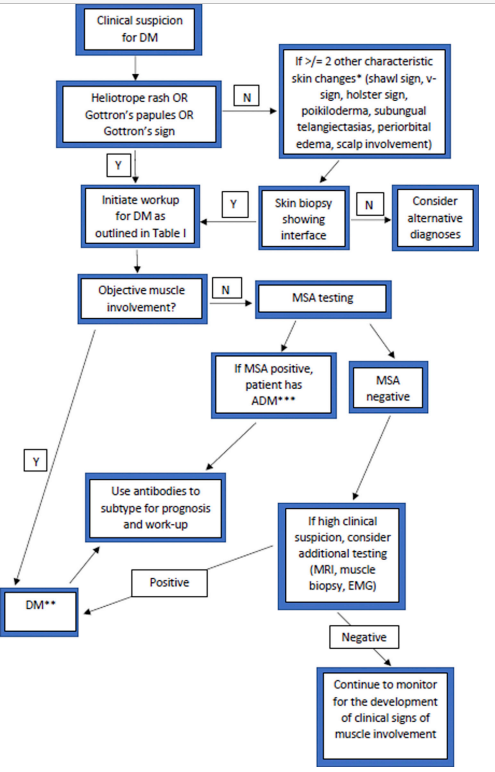 Clinical suspicion
for DM
Heliotrope rash OR
Gottron's papules OR
Gottron's sign
N
If >/= 2 other characteristic
skin changes* (shawl sign, v-
sign, holster sign,
poikiloderma, subungual
telangiectasias, periorbital
edema, scalp involvement)
Y
Initiate workup
for DM as
outlined in Table I
Y
Skin biopsy
showing
interface
N
Consider
alternative
diagnoses
Objective muscle
involvement?
N
MSA testing
If MSA positive,
patient has
ADM***
MSA
negative
Y
Use antibodies to
subtype for prognosis
and work-up
If high clinical
suspicion, consider
additional testing
(MRI, muscle
biopsy, EMG)
Positive
DM**
Negative
Continue to monitor
for the development
of clinical signs of
muscle involvement